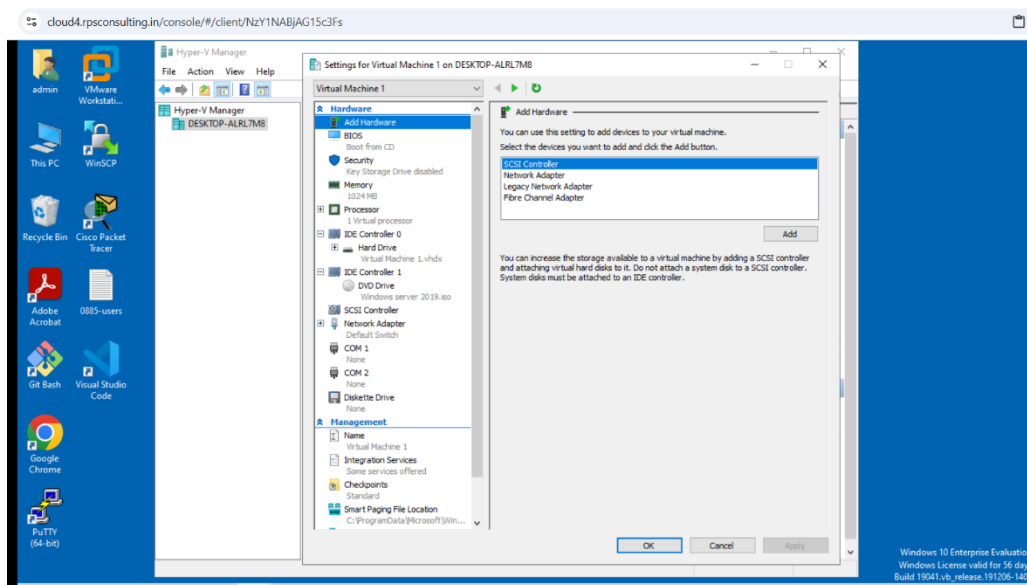 cloud4.rpsconsulting.in/console/#/client/NzY1NABjAG15c3Fs
admin
VMware
Workstati...
This PC
WinSCP
Recycle Bin
Cisco Packet
Tracer
Adobe
Acrobat
0885-users
Git Bash
Visual Studio
Code
Google
Chrome
PuTTY
(64-bit)
Hyper-V Manager
File Action View Help
Hyper-V Manager
DESKTOP-ALRL7M8
Settings for Virtual Machine 1 on DESKTOP-ALRL7M8
Virtual Machine 1
Hardware
Add Hardware
BIOS
Boot from CD
Security
Key Storage Drive disabled
Memory
1024 MB
Processor
1 Virtual processor
IDE Controller 0
Hard Drive
Virtual Machine 1.vhdx
IDE Controller 1
DVD Drive
Windows server 2019.iso
SCSI Controller
Network Adapter
Default Switch
COM 1
None
COM 2
None
Diskette Drive
None
Management
Name
Virtual Machine 1
Integration Services
Some services offered
Checkpoints
Standard
Smart Paging File Location
C:\ProgramData\Microsoft\Win...
Add Hardware
You can use this setting to add devices to your virtual machine.
Select the devices you want to add and click the Add button.
SCSI Controller
Network Adapter
Legacy Network Adapter
Fibre Channel Adapter
Add
You can increase the storage available to a virtual machine by adding a SCSI controller
and attaching virtual hard disks to it. Do not attach a system disk to a SCSI controller.
System disks must be attached to an IDE controller.
OK Cancel Apply
Windows 10 Enterprise Evaluatio
Windows License valid for 56 day
Build 19041.vb_release.191206-140